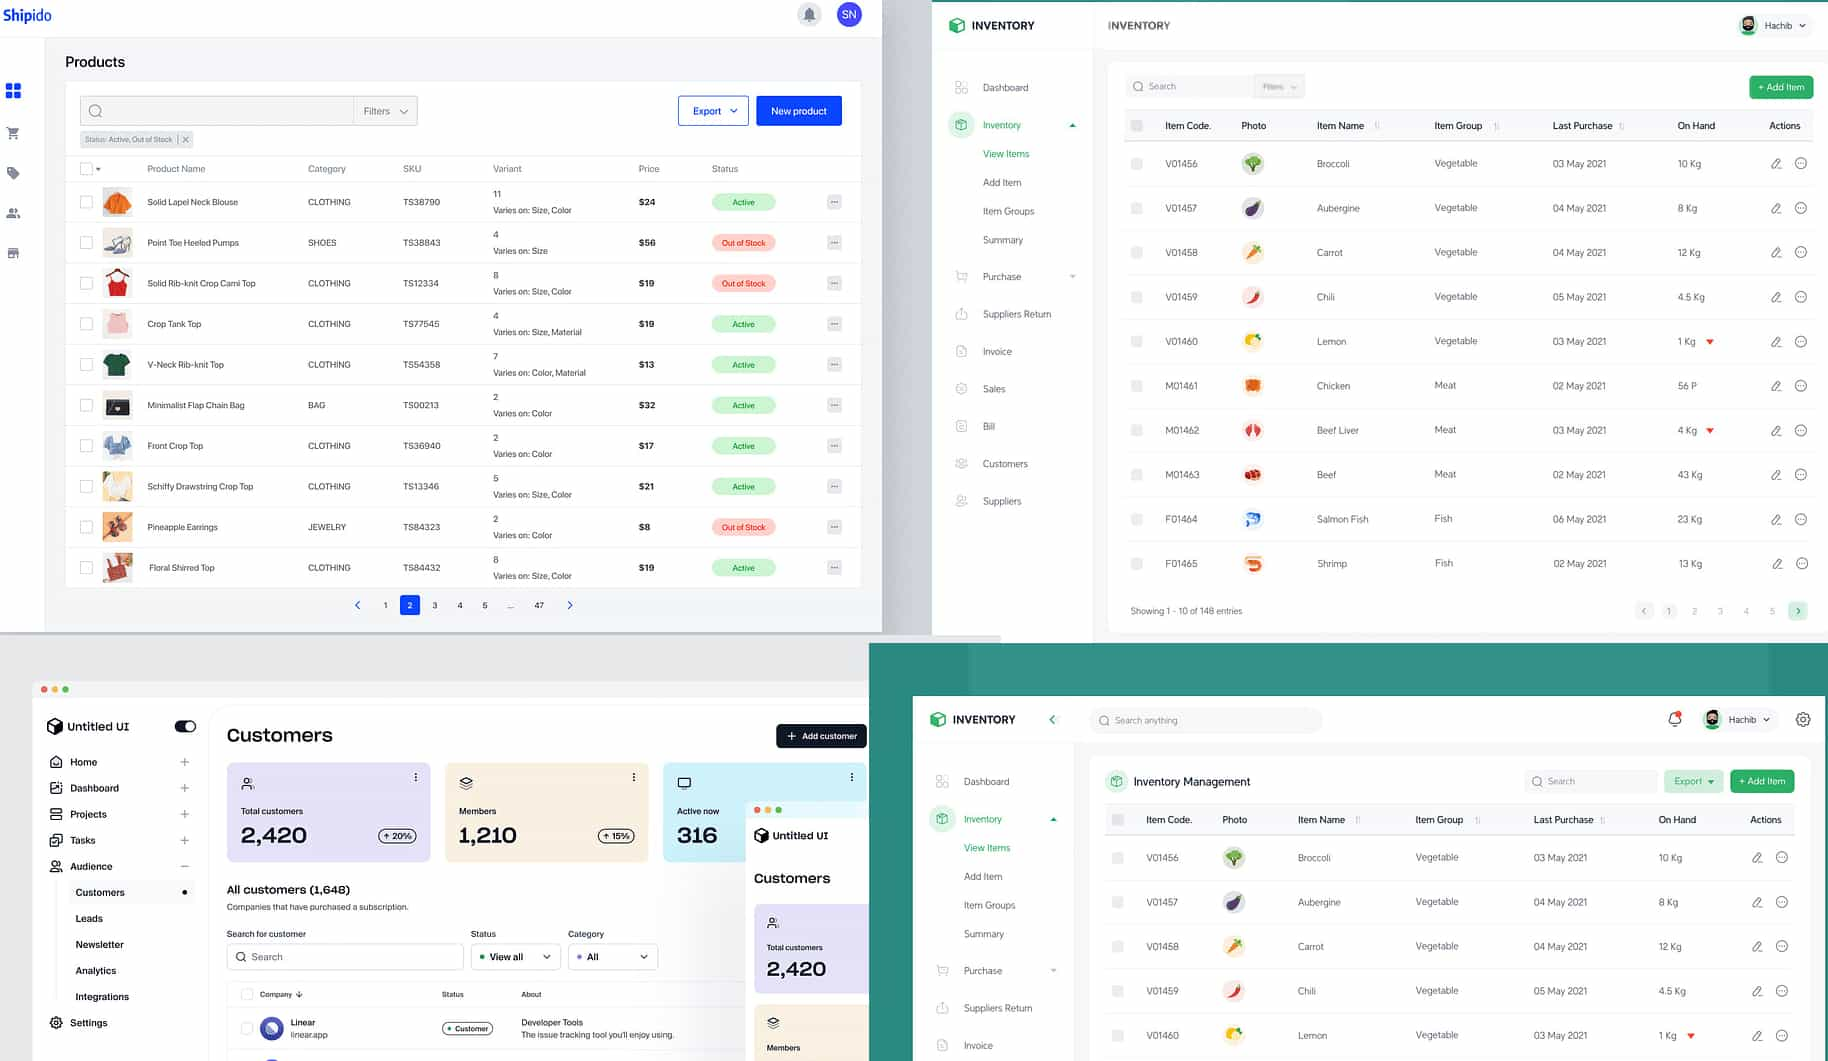 Shipido
SN
Products
Filters
Export
New product
Status: Active, Out of Stock
Product Name Category SKU Variant Price Status
Solid Lapel Neck Blouse CLOTHING TS38790 11 Varies on: Size, Color $24 Active
Point Toe Heeled Pumps SHOES TS38843 4 Varies on: Size $56 Out of Stock
Solid Rib-knit Crop Cami Top CLOTHING TS12334 8 Varies on: Size, Color $19 Out of Stock
Crop Tank Top CLOTHING TS77545 4 Varies on: Size, Material $19 Active
V-Neck Rib-knit Top CLOTHING TS54358 7 Varies on: Color, Material $13 Active
Minimalist Flap Chain Bag BAG TS00213 2 Varies on: Color $32 Active
Front Crop Top CLOTHING TS36940 2 Varies on: Color $17 Active
Schiffy Drawstring Crop Top CLOTHING TS13346 5 Varies on: Size, Color $21 Active
Pineapple Earrings JEWELRY TS84323 2 Varies on: Color $8 Out of Stock
Floral Shirred Top CLOTHING TS84432 8 Varies on: Size, Color $19 Active
1 2 3 4 5 ... 47
INVENTORY
INVENTORY
Hachib
Dashboard
Inventory
View Items
Add Item
Item Groups
Summary
Purchase
Suppliers Return
Invoice
Sales
Bill
Customers
Suppliers
Search
Filters
+ Add Item
Item Code. Photo Item Name Item Group Last Purchase On Hand Actions
V01456 Broccoli Vegetable 03 May 2021 10 Kg
V01457 Aubergine Vegetable 04 May 2021 8 Kg
V01458 Carrot Vegetable 04 May 2021 12 Kg
V01459 Chili Vegetable 05 May 2021 4.5 Kg
V01460 Lemon Vegetable 03 May 2021 1 Kg
M01461 Chicken Meat 02 May 2021 56 P
M01462 Beef Liver Meat 03 May 2021 4 Kg
M01463 Beef Meat 02 May 2021 43 Kg
F01464 Salmon Fish Fish 06 May 2021 23 Kg
F01465 Shrimp Fish 02 May 2021 13 Kg
Showing 1 - 10 of 148 entries
1 2 3 4 5
Untitled UI
Home
Dashboard
Projects
Tasks
Audience
Customers
Leads
Newsletter
Analytics
Integrations
Settings
Customers
+ Add customer
Total customers
2,420
20%
Members
1,210
15%
Active now
316
All customers (1,648)
Companies that have purchased a subscription.
Search for customer
Search
Status
View all
Category
All
Company Status About
Linear
linear.app
Customer
Developer Tools
The issue tracking tool you'll enjoy using.
Untitled UI
Customers
Total customers
2,420
Members
INVENTORY
Search anything
Hachib
Dashboard
Inventory
View Items
Add Item
Item Groups
Summary
Purchase
Suppliers Return
Invoice
Inventory Management
Search
Export
+ Add Item
Item Code. Photo Item Name Item Group Last Purchase On Hand Actions
V01456 Broccoli Vegetable 03 May 2021 10 Kg
V01457 Aubergine Vegetable 04 May 2021 8 Kg
V01458 Carrot Vegetable 04 May 2021 12 Kg
V01459 Chili Vegetable 05 May 2021 4.5 Kg
V01460 Lemon Vegetable 03 May 2021 1 Kg